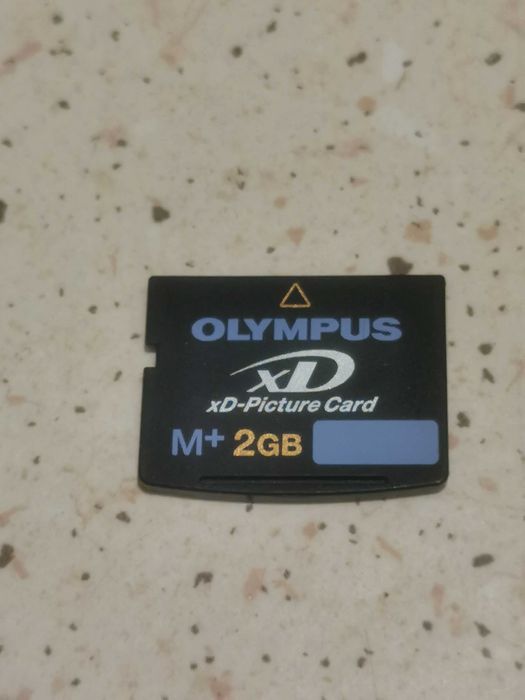 OLYMPUS
xD
xD-Picture Card
M+ 2GB